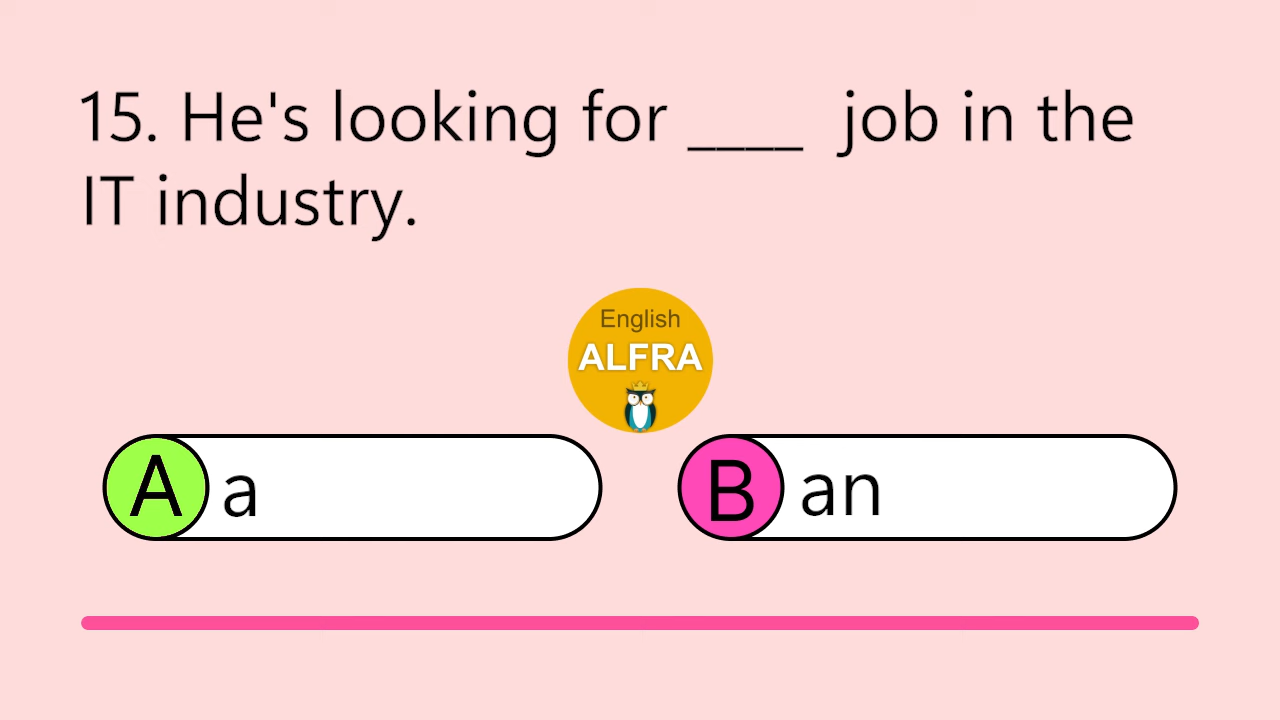 15. He's looking for ____ job in the
IT industry.
English
ALFRA
A a
B an